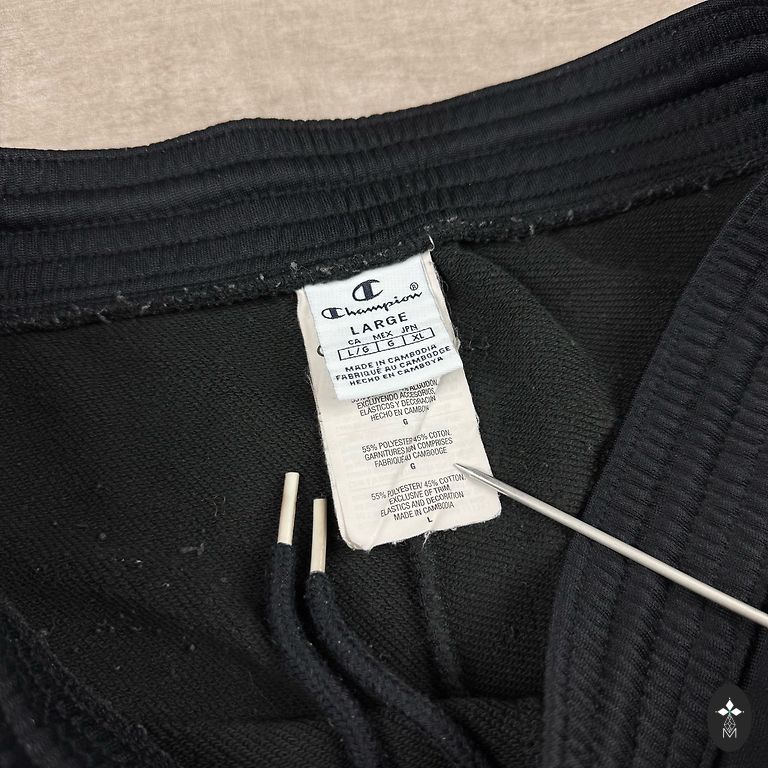 Champion®
LARGE
CA MEX JPN
L/G G XL
MADE IN CAMBODIA
FABRIQUÉ AU CAMBODGE
HECHO EN CAMBOYA
EXCLUYENDO ACCESORIOS,
ELÁSTICOS Y DECORACIÓN
HECHO EN CAMBOYA
G
55% POLYESTER/45% COTON.
GARNITURES NON COMPRISES
FABRIQUÉ AU CAMBODGE
G
55% POLYESTER/ 45% COTTON.
EXCLUSIVE OF TRIM,
ELASTICS AND DECORATION
MADE IN CAMBODIA
L
M